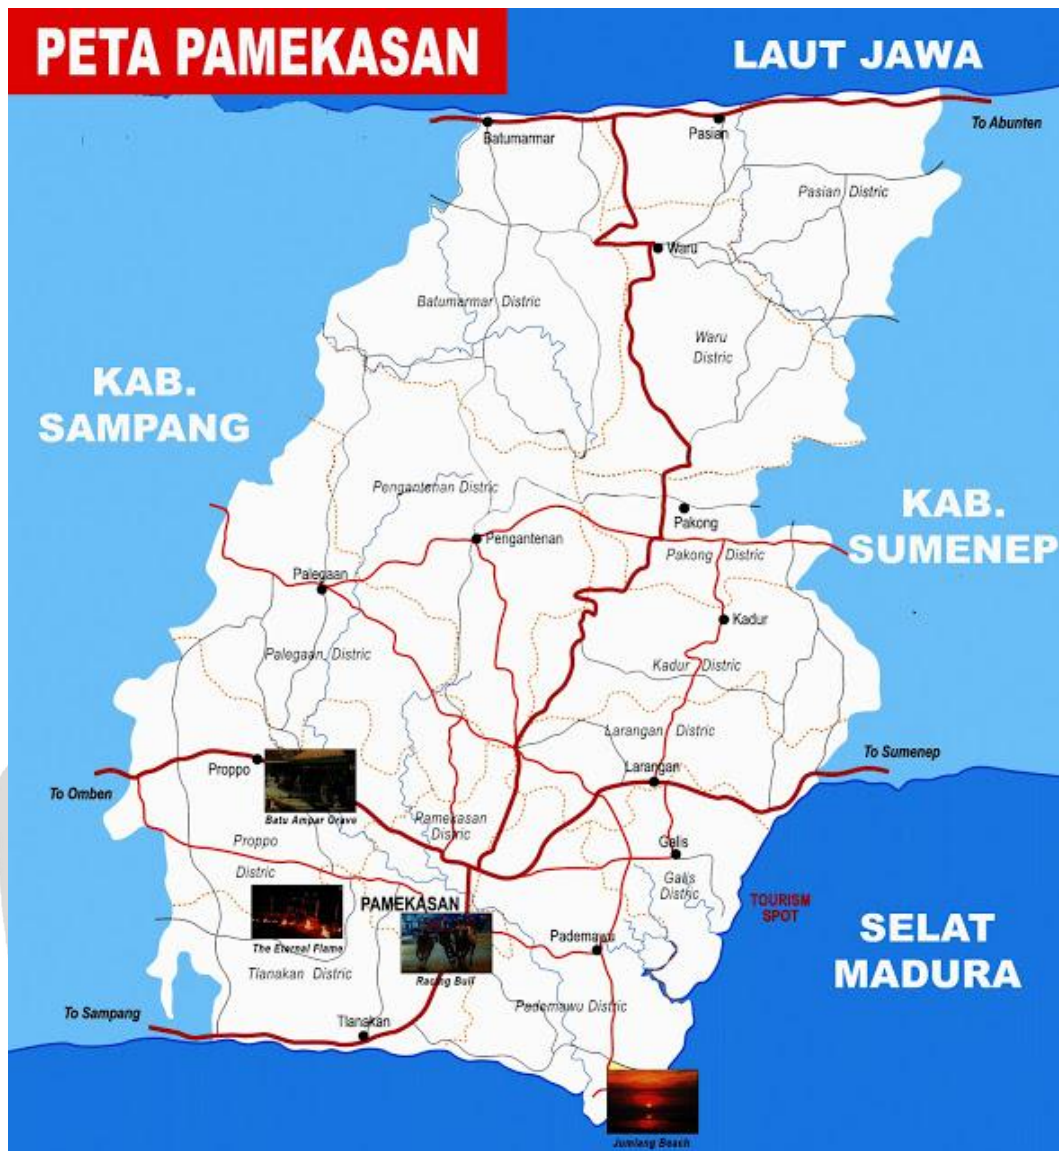 PETA PAMEKASAN
LAUT JAWA
To Abunten
Batumarmar
Pasian
Pasian Distric
Waru
Batumarmar Distric
Waru
Distric
KAB.
SAMPANG
Pengantenan Distric
KAB.
SUMENEP
Pakong
Pengantenan
Pakong Distric
Palegaan
Kadur
Palegaan Distric
Kadur Distric
Larangan Distric
To Sumenep
Proppo
Larangan
To Omben
Batu Ampar Grave
Pamekasan
Distric
Proppo
Distric
Galis
Galis
Distric
PAMEKASAN
TOURISM
SPOT
SELAT
MADURA
Pademawu
The Eternal Flame
Tlanakan Distric
Racing Bull
Pademawu Distric
To Sampang
Tlanakan
Jumlang Beach